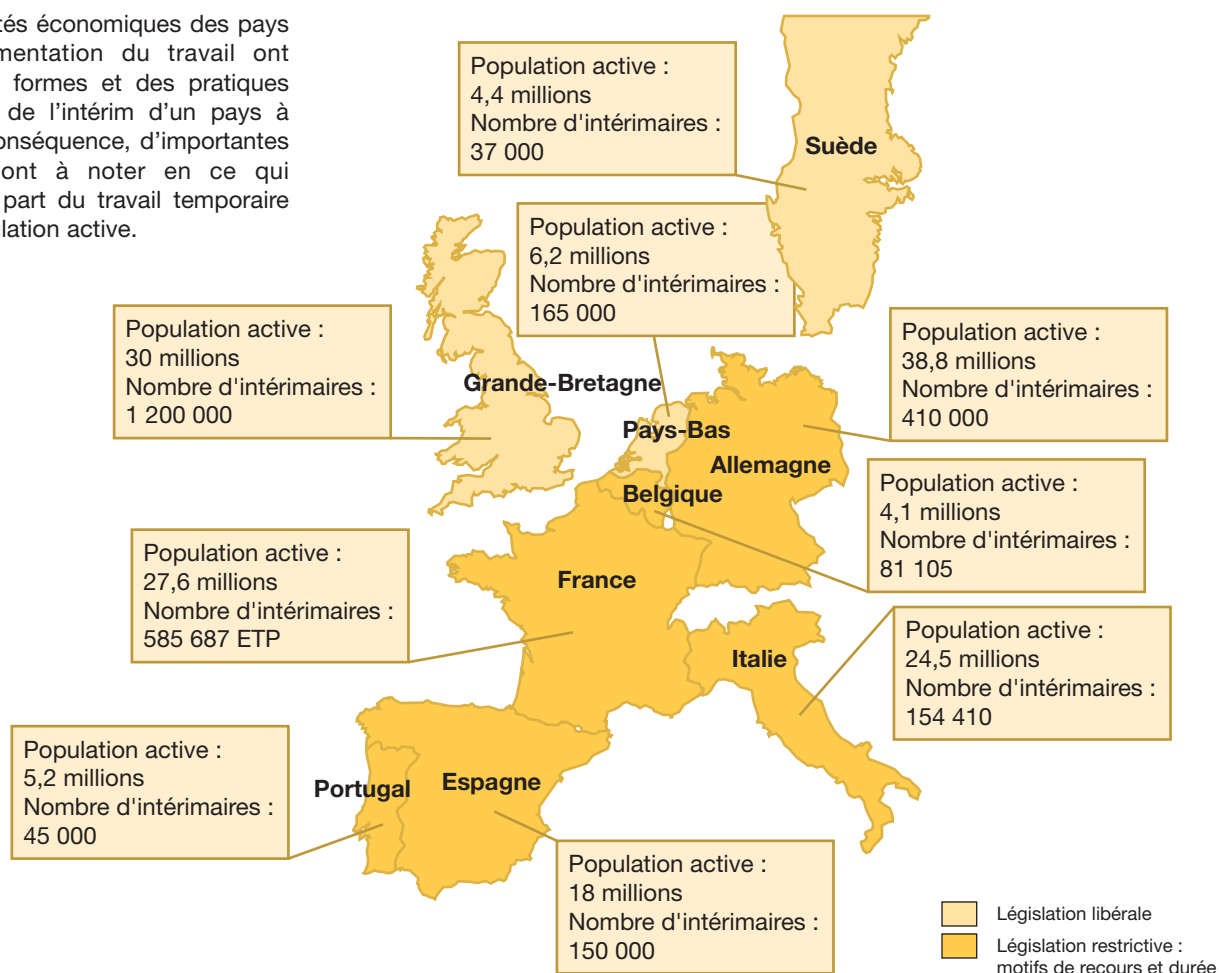 tés économiques des pays
mentation du travail ont
formes et des pratiques
de l'intérim d'un pays à
onséquence, d'importantes
ont à noter en ce qui
part du travail temporaire
ulation active.
Population active :
4,4 millions
Nombre d'intérimaires :
37 000
Suède
Population active :
6,2 millions
Nombre d'intérimaires :
165 000
Population active :
30 millions
Nombre d'intérimaires :
1 200 000
Grande-Bretagne
Population active :
38,8 millions
Nombre d'intérimaires :
410 000
Pays-Bas
Allemagne
Belgique
Population active :
4,1 millions
Nombre d'intérimaires :
81 105
Population active :
27,6 millions
Nombre d'intérimaires :
585 687 ETP
France
Population active :
24,5 millions
Nombre d'intérimaires :
154 410
Italie
Population active :
5,2 millions
Nombre d'intérimaires :
45 000
Portugal
Espagne
Population active :
18 millions
Nombre d'intérimaires :
150 000
Législation libérale
Législation restrictive :
motifs de recours et durée